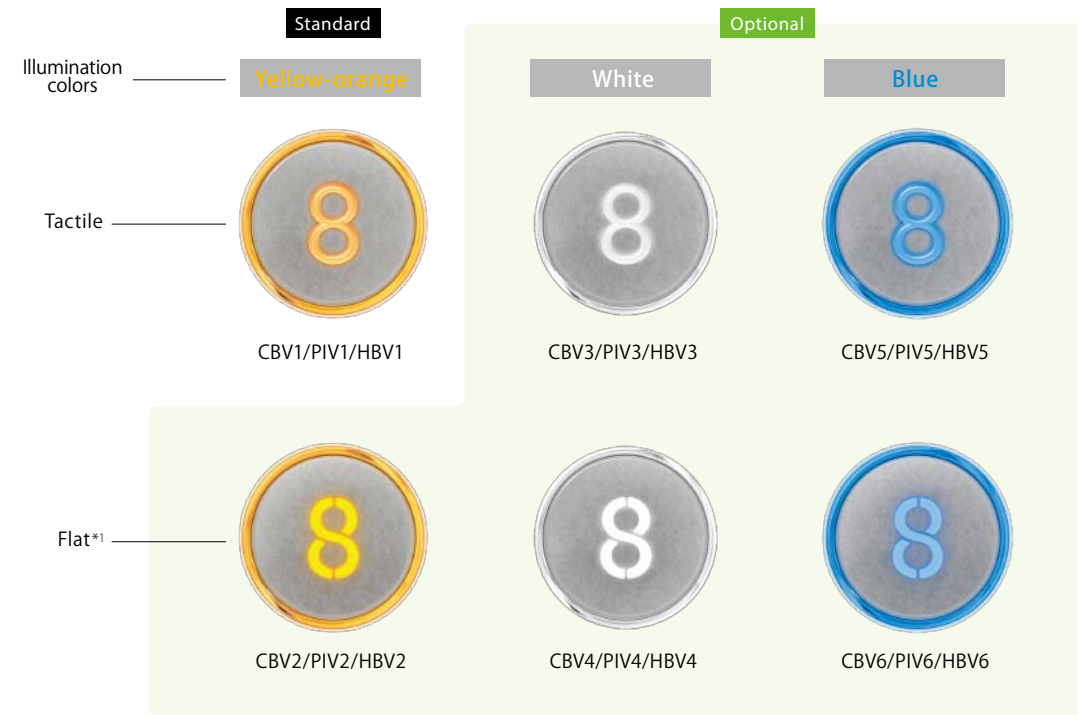 Standard
Optional
Illumination
colors
Yellow-orange
White
Blue
Tactile
8
8
8
CBV1/PIV1/HBV1
CBV3/PIV3/HBV3
CBV5/PIV5/HBV5
Flat*1
8
8
8
CBV2/PIV2/HBV2
CBV4/PIV4/HBV4
CBV6/PIV6/HBV6